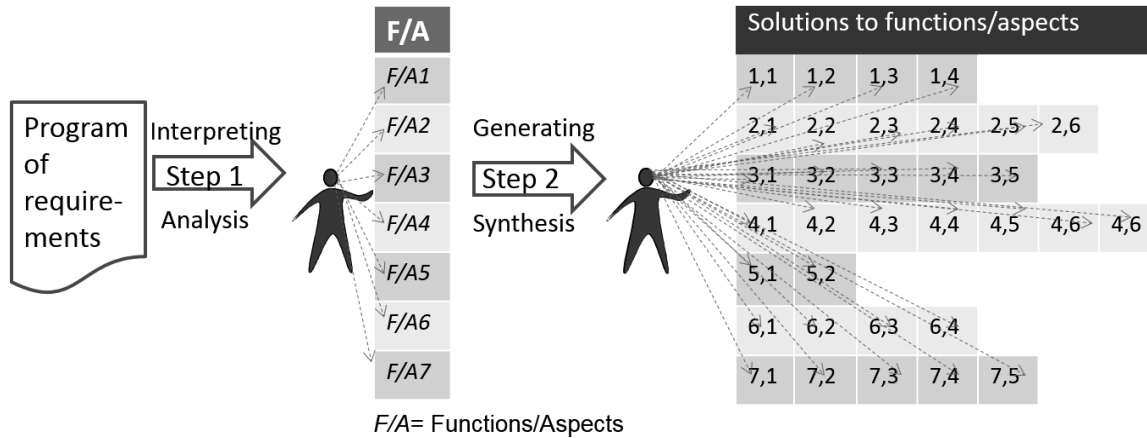 F/A
Solutions to functions/aspects
Program
of
require-
ments
Interpreting
Step 1
Analysis
F/A1
F/A2
F/A3
F/A4
F/A5
F/A6
F/A7
Generating
Step 2
Synthesis
1,1 1,2 1,3 1,4
2,1 2,2 2,3 2,4 2,5 2,6
3,1 3,2 3,3 3,4 3,5
4,1 4,2 4,3 4,4 4,5 4,6 4,6
5,1 5,2
6,1 6,2 6,3 6,4
7,1 7,2 7,3 7,4 7,5
F/A= Functions/Aspects